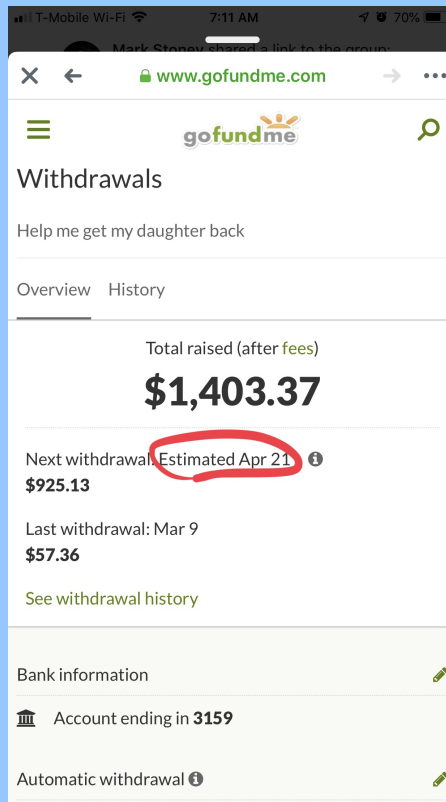 T-Mobile Wi-Fi 7:11 AM 70%
Mark Stoney shared a link to the group:
www.gofundme.com
gofundme
Withdrawals
Help me get my daughter back
Overview History
Total raised (after fees)
$1,403.37
Next withdrawal: Estimated Apr 21
$925.13
Last withdrawal: Mar 9
$57.36
See withdrawal history
Bank information
Account ending in 3159
Automatic withdrawal